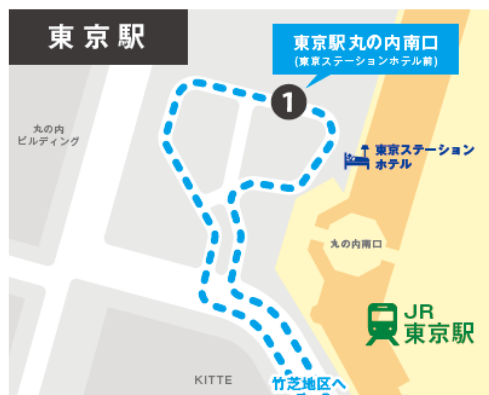 東京駅
東京駅丸の内南口
(東京ステーションホテル前)
1
丸の内
ビルディング
東京ステーション
ホテル
丸の内南口
JR
東京駅
KITTE
竹芝地区へ